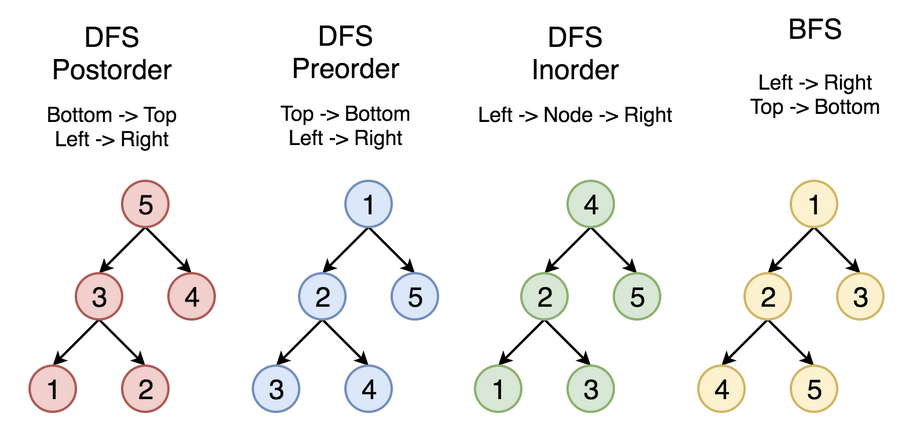 DFS
Postorder
Bottom -> Top
Left -> Right
5
3
4
1
2
DFS
Preorder
Top -> Bottom
Left -> Right
1
2
5
3
4
DFS
Inorder
Left -> Node -> Right
4
2
5
1
3
BFS
Left -> Right
Top -> Bottom
1
2
3
4
5